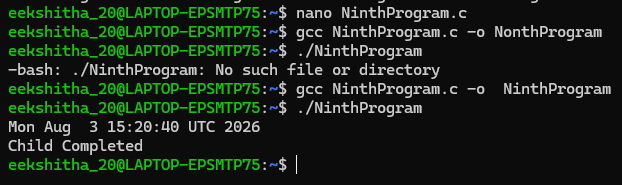 eekshitha_20@LAPTOP-EPSMTP75:~$ nano NinthProgram.c
eekshitha_20@LAPTOP-EPSMTP75:~$ gcc NinthProgram.c -o NonthProgram
eekshitha_20@LAPTOP-EPSMTP75:~$ ./NinthProgram
-bash: ./NinthProgram: No such file or directory
eekshitha_20@LAPTOP-EPSMTP75:~$ gcc NinthProgram.c -o  NinthProgram
eekshitha_20@LAPTOP-EPSMTP75:~$ ./NinthProgram
Mon Aug  3 15:20:40 UTC 2026
Child Completed
eekshitha_20@LAPTOP-EPSMTP75:~$